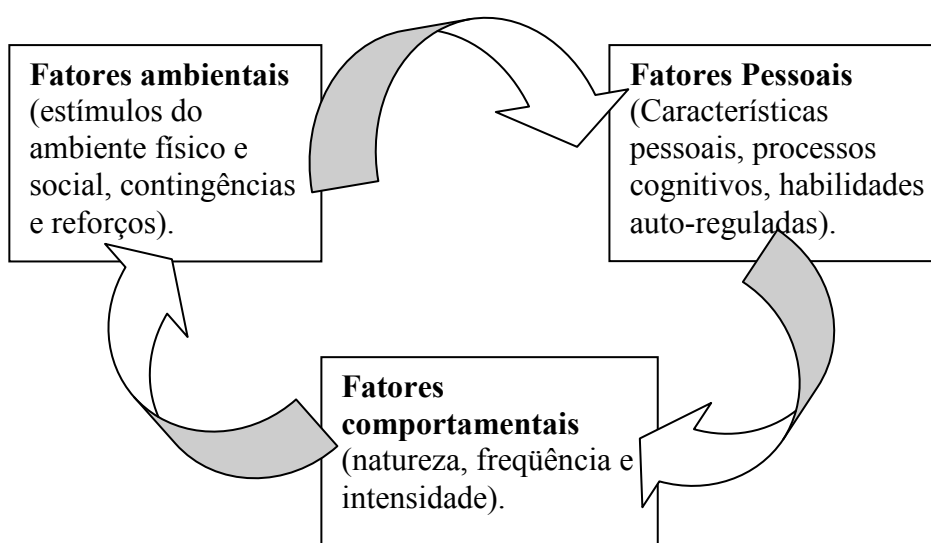 Fatores ambientais
(estímulos do
ambiente físico e
social, contingências
e reforços).
Fatores Pessoais
(Características
pessoais, processos
cognitivos, habilidades
auto-reguladas).
Fatores
comportamentais
(natureza, freqüência e
intensidade).